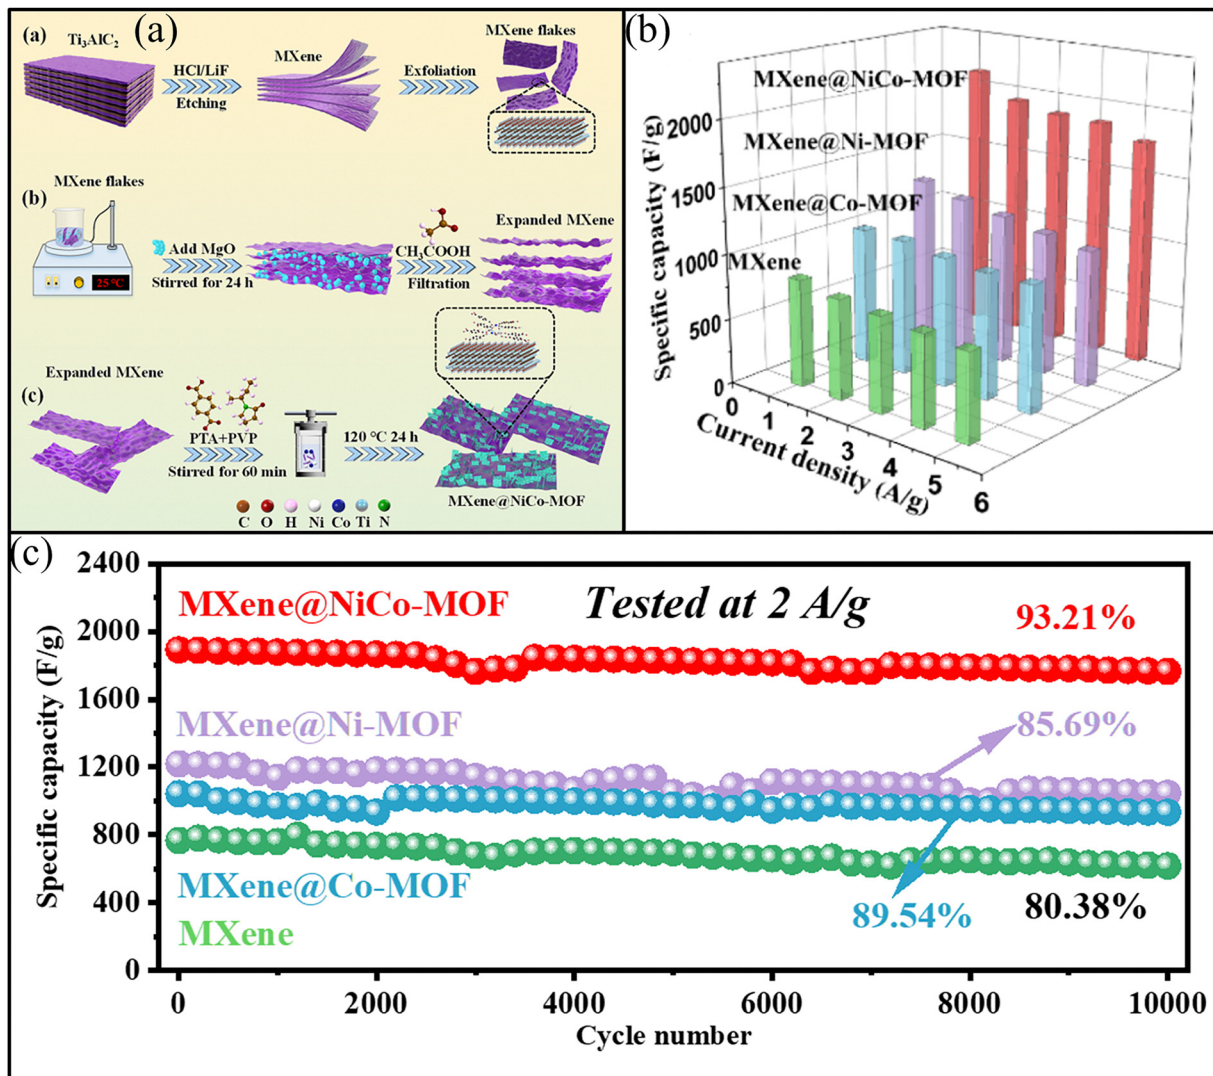 (a)
(a)
Ti₃AlC₂
HCl/LiF
Etching
MXene
Exfoliation
MXene flakes
(b)
MXene flakes
25℃
Add MgO
Stirred for 24 h
CH₃COOH
Filtration
Expanded MXene
(c)
Expanded MXene
PTA+PVP
Stirred for 60 min
120 ℃ 24 h
MXene@NiCo-MOF
C O H Ni Co Ti N
(b)
Specific capacity (F/g)
2000
1500
1000
500
0
MXene@NiCo-MOF
MXene@Ni-MOF
MXene@Co-MOF
MXene
0 1 2 3 4 5 6
Current density (A/g)
(c)
Specific capacity (F/g)
2400
2000
1600
1200
800
400
0
MXene@NiCo-MOF
Tested at 2 A/g
93.21%
MXene@Ni-MOF
85.69%
MXene@Co-MOF
89.54%
80.38%
MXene
0 2000 4000 6000 8000 10000
Cycle number